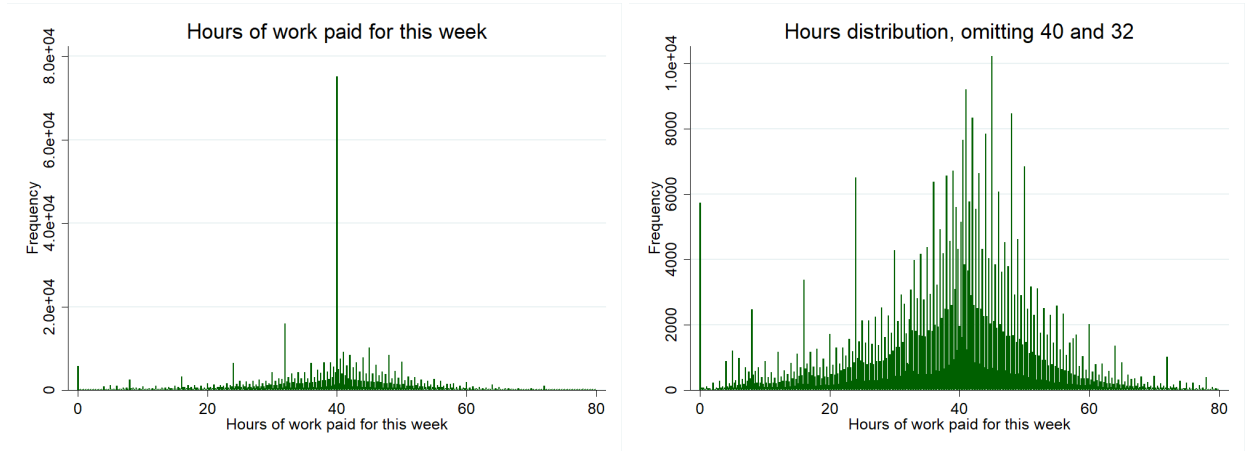 Hours of work paid for this week
Frequency
8.0e+04
6.0e+04
4.0e+04
2.0e+04
0
0 20 40 60 80
Hours of work paid for this week
Hours distribution, omitting 40 and 32
Frequency
1.0e+04
8000
6000
4000
2000
0
0 20 40 60 80
Hours of work paid for this week